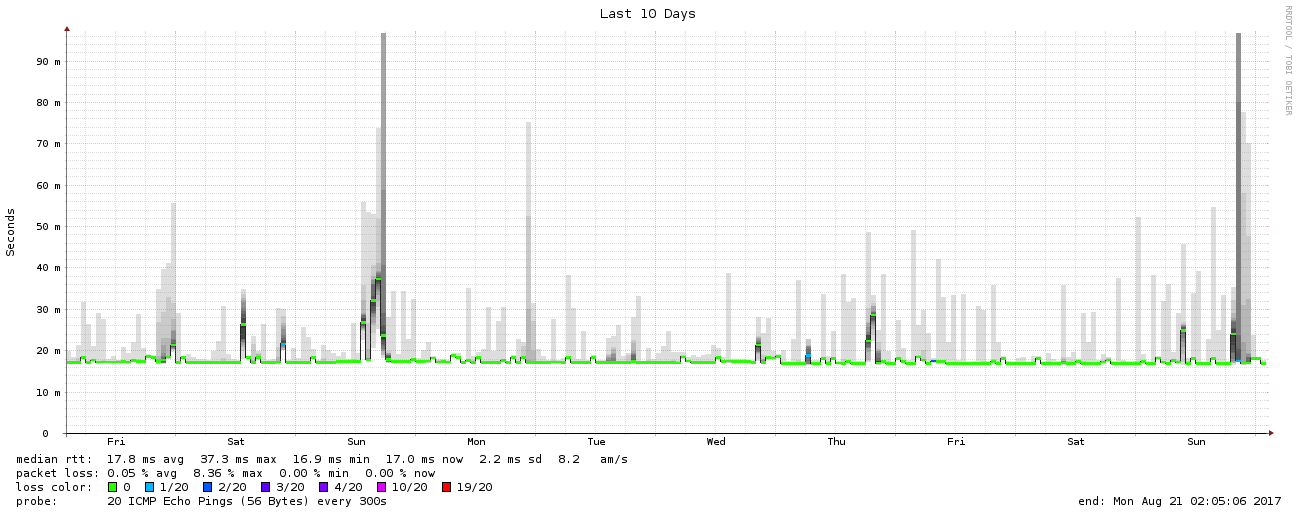 Last 10 Days
RRDTOOL / TOBI OETIKER
Seconds
90 m
80 m
70 m
60 m
50 m
40 m
30 m
20 m
10 m
0
Fri Sat Sun Mon Tue Wed Thu Fri Sat Sun
median rtt: 17.8 ms avg 37.3 ms max 16.9 ms min 17.0 ms now 2.2 ms sd 8.2 am/s
packet loss: 0.05 % avg 8.36 % max 0.00 % min 0.00 % now
loss color: 0 1/20 2/20 3/20 4/20 10/20 19/20
probe: 20 ICMP Echo Pings (56 Bytes) every 300s end: Mon Aug 21 02:05:06 2017